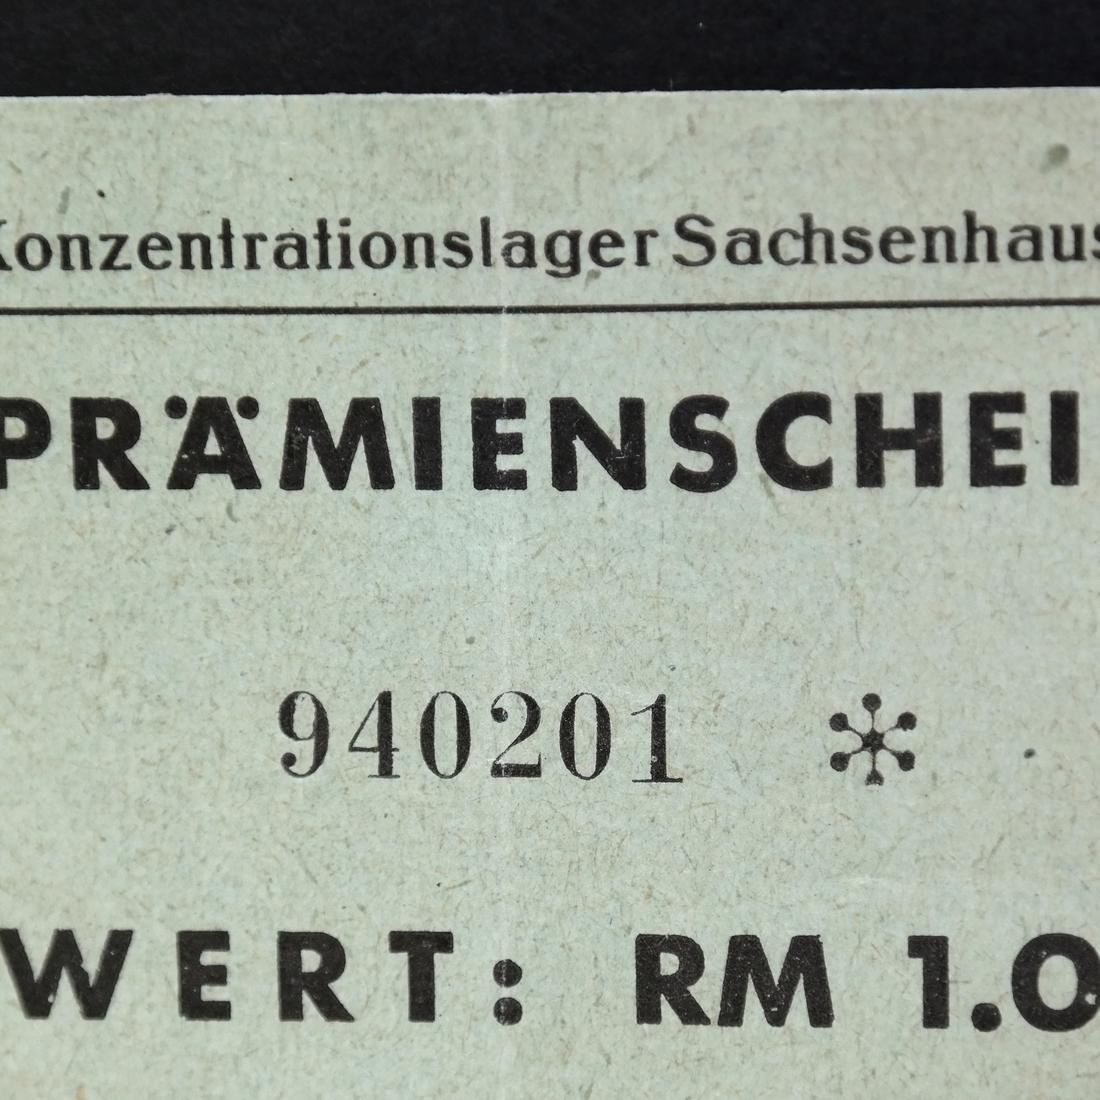 Konzentrationslager Sachsenhaus
PRÄMIENSCHEI
940201 *
WERT: RM 1.0